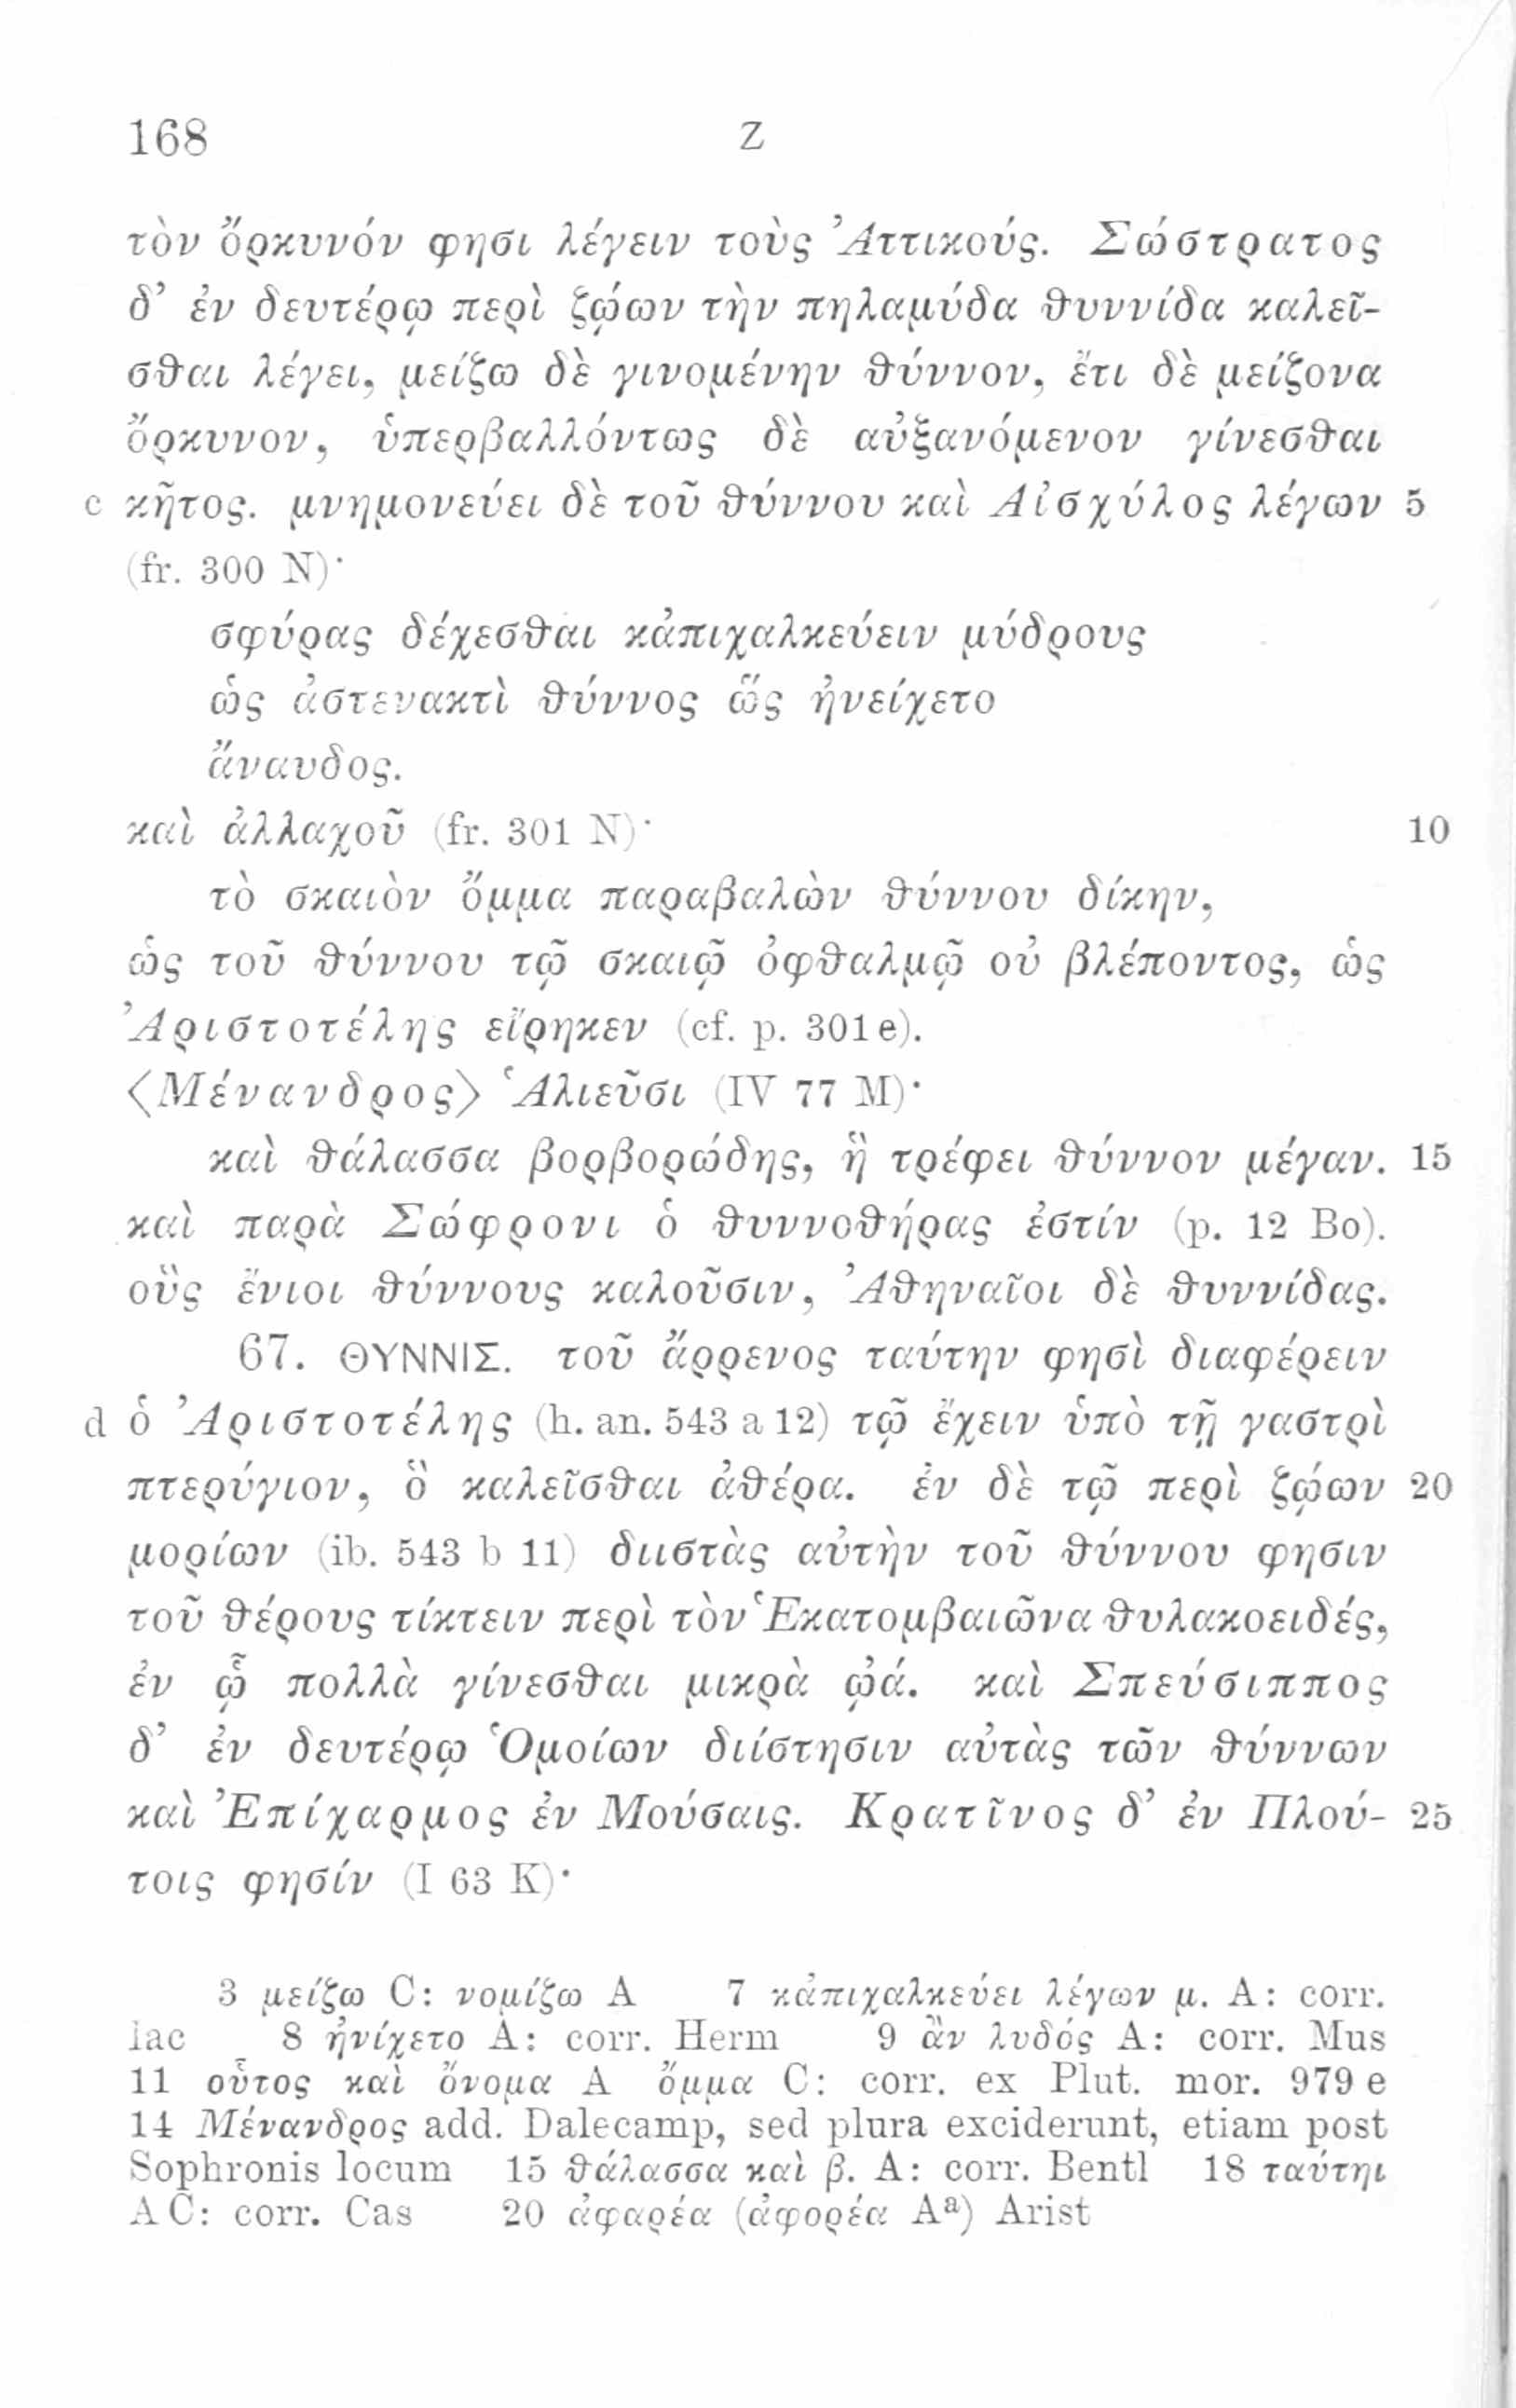 168 Z
τὸν ὄρκυνόν φησι λέγειν τοὺς Ἀττικούς. Σώστρατος
δ’ ἐν δευτέρῳ περὶ ζῴων τὴν πηλαμύδα θυννίδα καλεῖ-
σθαι λέγει, μείζω δὲ γινομένην θύννον, ἔτι δὲ μείζονα
ὄρκυνον, ὑπερβαλλόντως δὲ αὐξανόμενον γίνεσθαι
c κῆτος. μνημονεύει δὲ τοῦ θύννου καὶ Αἰσχύλος λέγων 5
(fr. 300 N)·
σφύρας δέχεσθαι κἀπιχαλκεύειν μύδρους
ὡς ἀστενακτὶ θύννος ὣς ἠνείχετο
ἄναυδος.
καὶ ἀλλαχοῦ (fr. 301 N)· 10
τὸ σκαιὸν ὄμμα παραβαλὼν θύννου δίκην,
ὡς τοῦ θύννου τῷ σκαιῷ ὀφθαλμῷ οὐ βλέποντος, ὡς
Ἀριστοτέλης εἴρηκεν (cf. p. 301e).
⟨Μένανδρος⟩ Ἁλιεῦσι (IV 77 M)·
καὶ θάλασσα βορβορώδης, ἣ τρέφει θύννον μέγαν. 15
καὶ παρὰ Σώφρονι ὁ θυννοθήρας ἐστίν (p. 12 Bo).
οὓς ἔνιοι θύννους καλοῦσιν, Ἀθηναῖοι δὲ θυννίδας.
67. ΘΥΝΝΙΣ. τοῦ ἄρρενος ταύτην φησὶ διαφέρειν
d ὁ Ἀριστοτέλης (h. an. 543 a 12) τῷ ἔχειν ὑπὸ τῇ γαστρὶ
πτερύγιον, ὃ καλεῖσθαι ἀθέρα. ἐν δὲ τῷ περὶ ζῴων 20
μορίων (ib. 543 b 11) διιστὰς αὐτὴν τοῦ θύννου φησιν
τοῦ θέρους τίκτειν περὶ τὸν Ἑκατομβαιῶνα θυλακοειδές,
ἐν ᾧ πολλὰ γίνεσθαι μικρὰ ᾠά. καὶ Σπεύσιππος
δ’ ἐν δευτέρῳ Ὁμοίων διίστησιν αὐτὰς τῶν θύννων
καὶ Ἐπίχαρμος ἐν Μούσαις. Κρατῖνος δ’ ἐν Πλού- 25
τοις φησίν (I 63 K)·
3 μείζω C: νομίζω A 7 κἀπιχαλκεύει λέγων μ. A: corr.
Iac 8 ἠνίχετο A: corr. Herm 9 ἂν λυδός A: corr. Mus
11 οὗτος καὶ ὄνομα A ὄμμα C: corr. ex Plut. mor. 979 e
14 Μένανδρος add. Dalecamp, sed plura exciderunt, etiam post
Sophronis locum 15 θάλασσα καὶ β. A: corr. Bentl 18 ταύτηι
AC: corr. Cas 20 ἀφαρέα (ἀφορέα Aᵃ) Arist